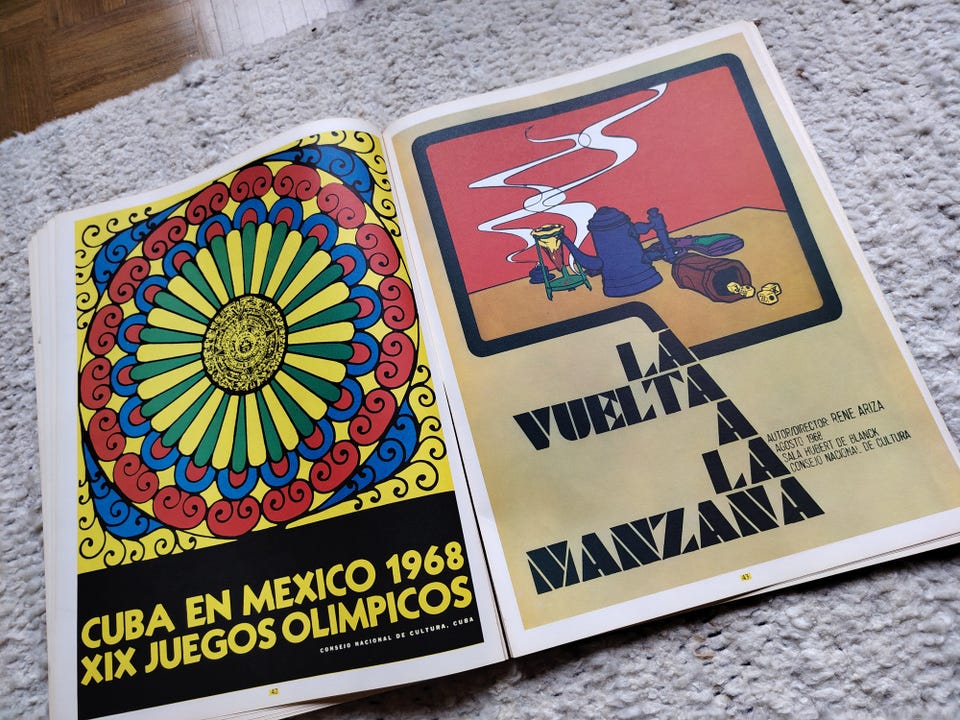 CUBA EN MEXICO 1968
XIX JUEGOS OLIMPICOS
CONSEJO NACIONAL DE CULTURA, CUBA
42
LA
VUELTA
A
LA
MANZANA
AUTOR/DIRECTOR: RENE ARIZA
AGOSTO 1968
SALA HUBERT DE BLANCK
CONSEJO NACIONAL DE CULTURA
43